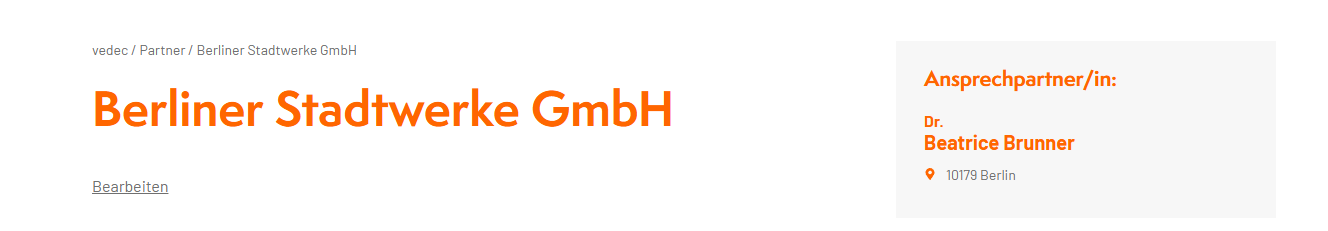 vedec / Partner / Berliner Stadtwerke GmbH
Berliner Stadtwerke GmbH
Bearbeiten
Ansprechpartner/in:
Dr.
Beatrice Brunner
10179 Berlin